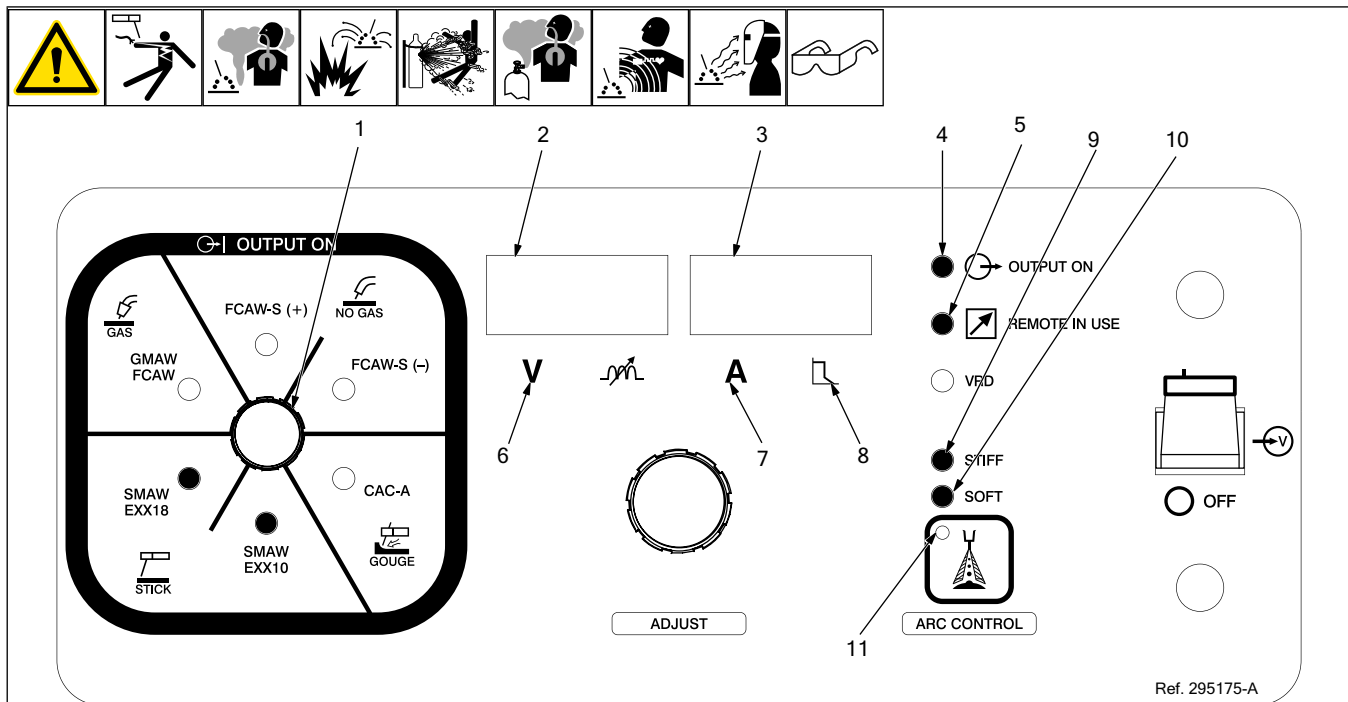 1
2
3
4
5
9
10
OUTPUT ON
GAS
FCAW-S (+)
NO GAS
GMAW
FCAW
FCAW-S (–)
SMAW
EXX18
SMAW
EXX10
CAC-A
STICK
GOUGE
V
A
6
7
8
ADJUST
OUTPUT ON
REMOTE IN USE
VRD
STIFF
SOFT
11
ARC CONTROL
V
OFF
Ref. 295175-A